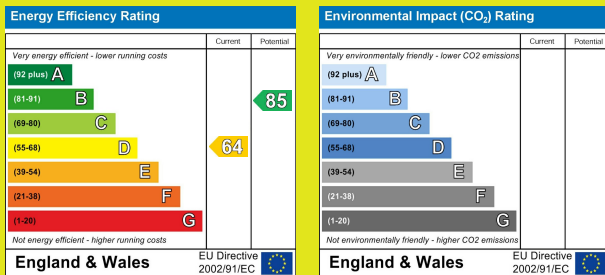 Energy Efficiency Rating
Current Potential
Very energy efficient - lower running costs
(92 plus) A
(81-91) B
85
(69-80) C
(55-68) D
64
(39-54) E
(21-38) F
(1-20) G
Not energy efficient - higher running costs
England & Wales
EU Directive
2002/91/EC
Environmental Impact (CO2) Rating
Current Potential
Very environmentally friendly - lower CO2 emissions
(92 plus) A
(81-91) B
(69-80) C
(55-68) D
(39-54) E
(21-38) F
(1-20) G
Not environmentally friendly - higher CO2 emissions
England & Wales
EU Directive
2002/91/EC